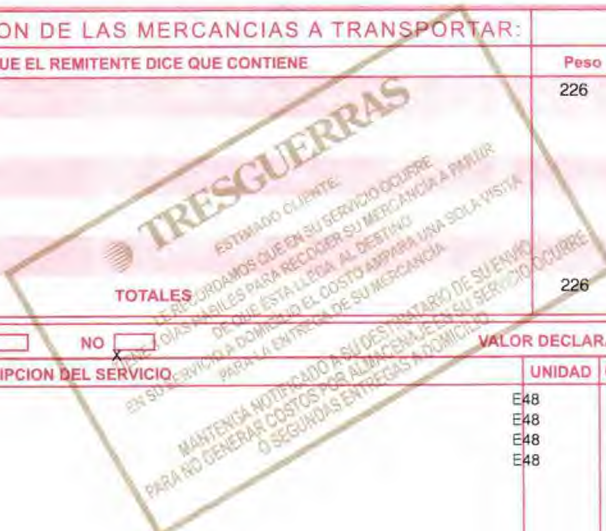 ON DE LAS MERCANCIAS A TRANSPORTAR:
UE EL REMITENTE DICE QUE CONTIENE
Peso
226
TRESGUERRAS
ESTIMADO CLIENTE:
LE RECORDAMOS QUE EN SU SERVICIO OCURRE
TIENE DIAS HABILES PARA RECOGER SU MERCANCIA A PARTIR
DE QUE ESTA LLEGA AL DESTINO
EN SU SERVICIO A DOMICILIO EL COSTO AMPARA UNA SOLA VISITA
PARA LA ENTREGA DE SU MERCANCIA.
MANTENGA NOTIFICADO A SU DESTINATARIO DE SU ENVIO
PARA NO GENERAR COSTOS POR ALMACENAJE EN SU SERVICIO OCURRE
O SEGUNDAS ENTREGAS A DOMICILIO.
TOTALES
226
NO X
VALOR DECLARA
IPCION DEL SERVICIO
UNIDAD
E48
E48
E48
E48